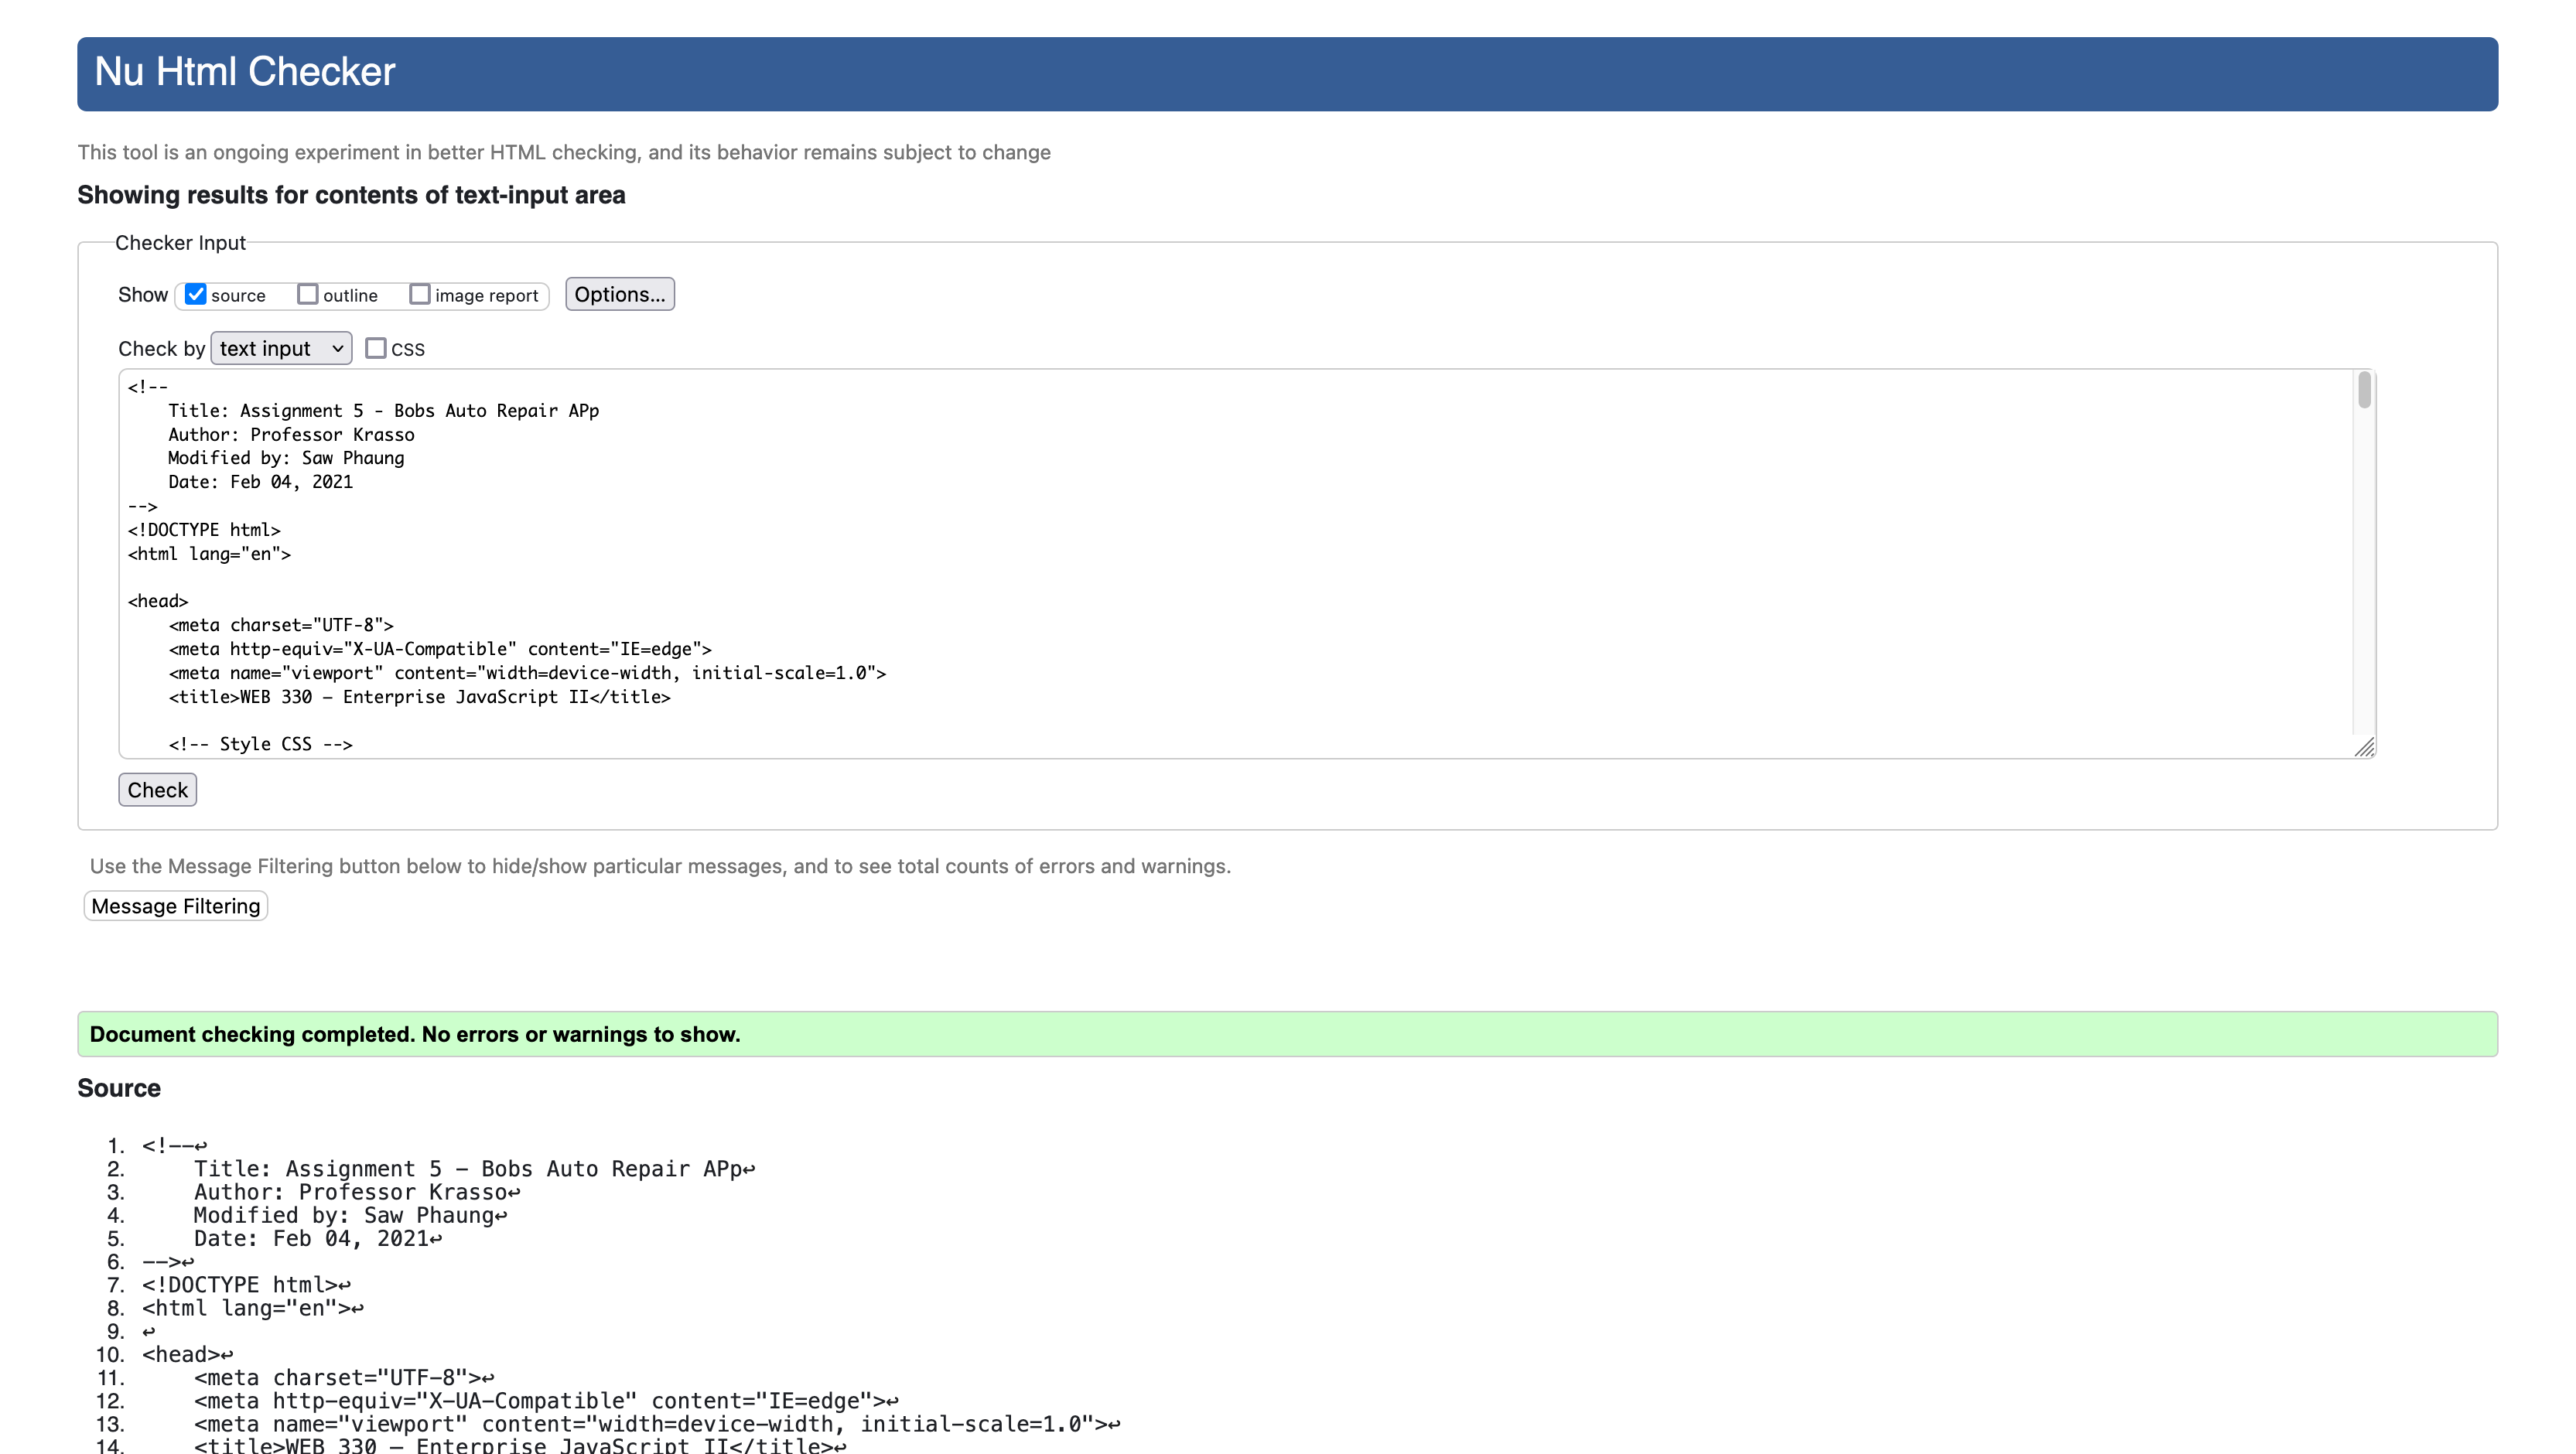 Nu Html Checker
This tool is an ongoing experiment in better HTML checking, and its behavior remains subject to change
Showing results for contents of text-input area
Checker Input
Show source outline image report Options...
Check by text input CSS
<!--
    Title: Assignment 5 - Bobs Auto Repair APp
    Author: Professor Krasso
    Modified by: Saw Phaung
    Date: Feb 04, 2021
-->
<!DOCTYPE html>
<html lang="en">
<head>
    <meta charset="UTF-8">
    <meta http-equiv="X-UA-Compatible" content="IE=edge">
    <meta name="viewport" content="width=device-width, initial-scale=1.0">
    <title>WEB 330 – Enterprise JavaScript II</title>
    <!-- Style CSS -->
Check
Use the Message Filtering button below to hide/show particular messages, and to see total counts of errors and warnings.
Message Filtering
Document checking completed. No errors or warnings to show.
Source
1. <!--↩
2.     Title: Assignment 5 - Bobs Auto Repair APp↩
3.     Author: Professor Krasso↩
4.     Modified by: Saw Phaung↩
5.     Date: Feb 04, 2021↩
6. -->↩
7. <!DOCTYPE html>↩
8. <html lang="en">↩
9. ↩
10. <head>↩
11.     <meta charset="UTF-8">↩
12.     <meta http-equiv="X-UA-Compatible" content="IE=edge">↩
13.     <meta name="viewport" content="width=device-width, initial-scale=1.0">↩
14.     <title>WEB 330 – Enterprise JavaScript II</title>↩